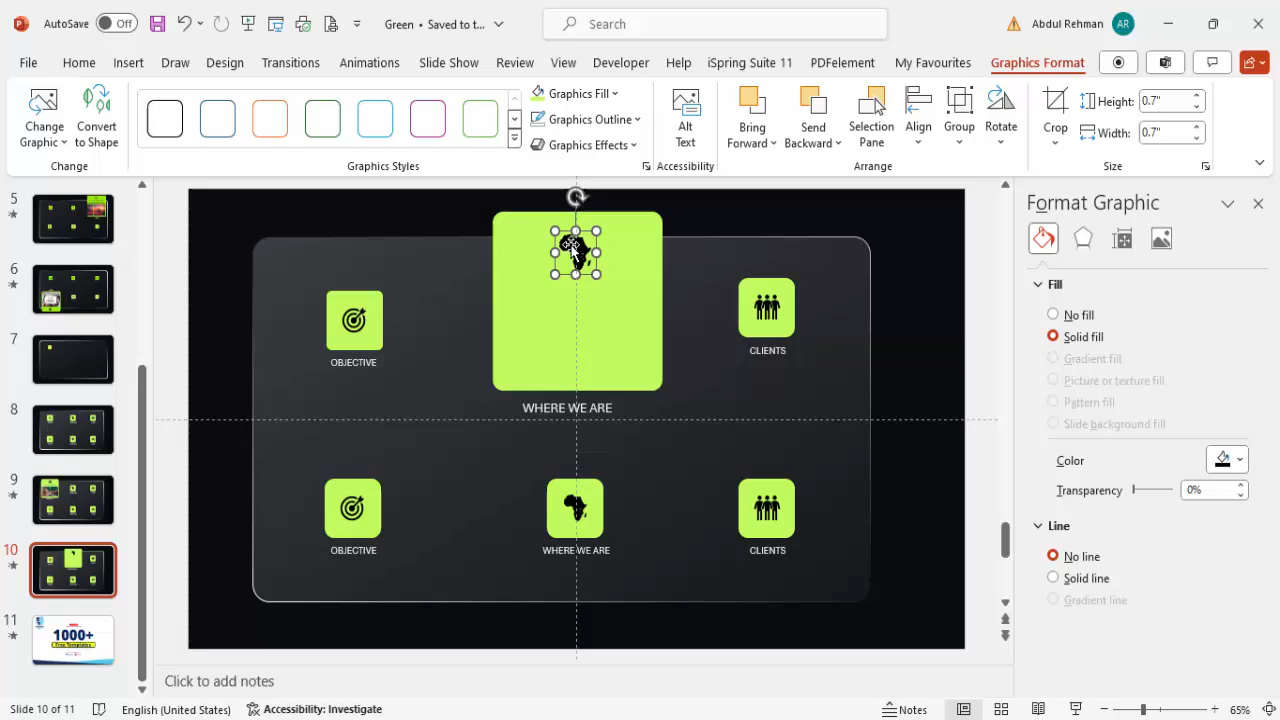 AutoSave Off
Green • Saved to t...
Search
Abdul Rehman AR
File Home Insert Draw Design Transitions Animations Slide Show Review View Developer Help iSpring Suite 11 PDFelement My Favourites Graphics Format
Change Graphic
Convert to Shape
Graphics Fill
Graphics Outline
Graphics Effects
Alt Text
Bring Forward
Send Backward
Selection Pane
Align
Group
Rotate
Crop
Height: 0.7"
Width: 0.7"
Change
Graphics Styles
Accessibility
Arrange
Size
5
6
7
8
9
10
11
1000+
OBJECTIVE
WHERE WE ARE
CLIENTS
OBJECTIVE
WHERE WE ARE
CLIENTS
Format Graphic
Fill
No fill
Solid fill
Gradient fill
Picture or texture fill
Pattern fill
Slide background fill
Color
Transparency 0%
Line
No line
Solid line
Gradient line
Click to add notes
Slide 10 of 11
English (United States)
Accessibility: Investigate
Notes
65%